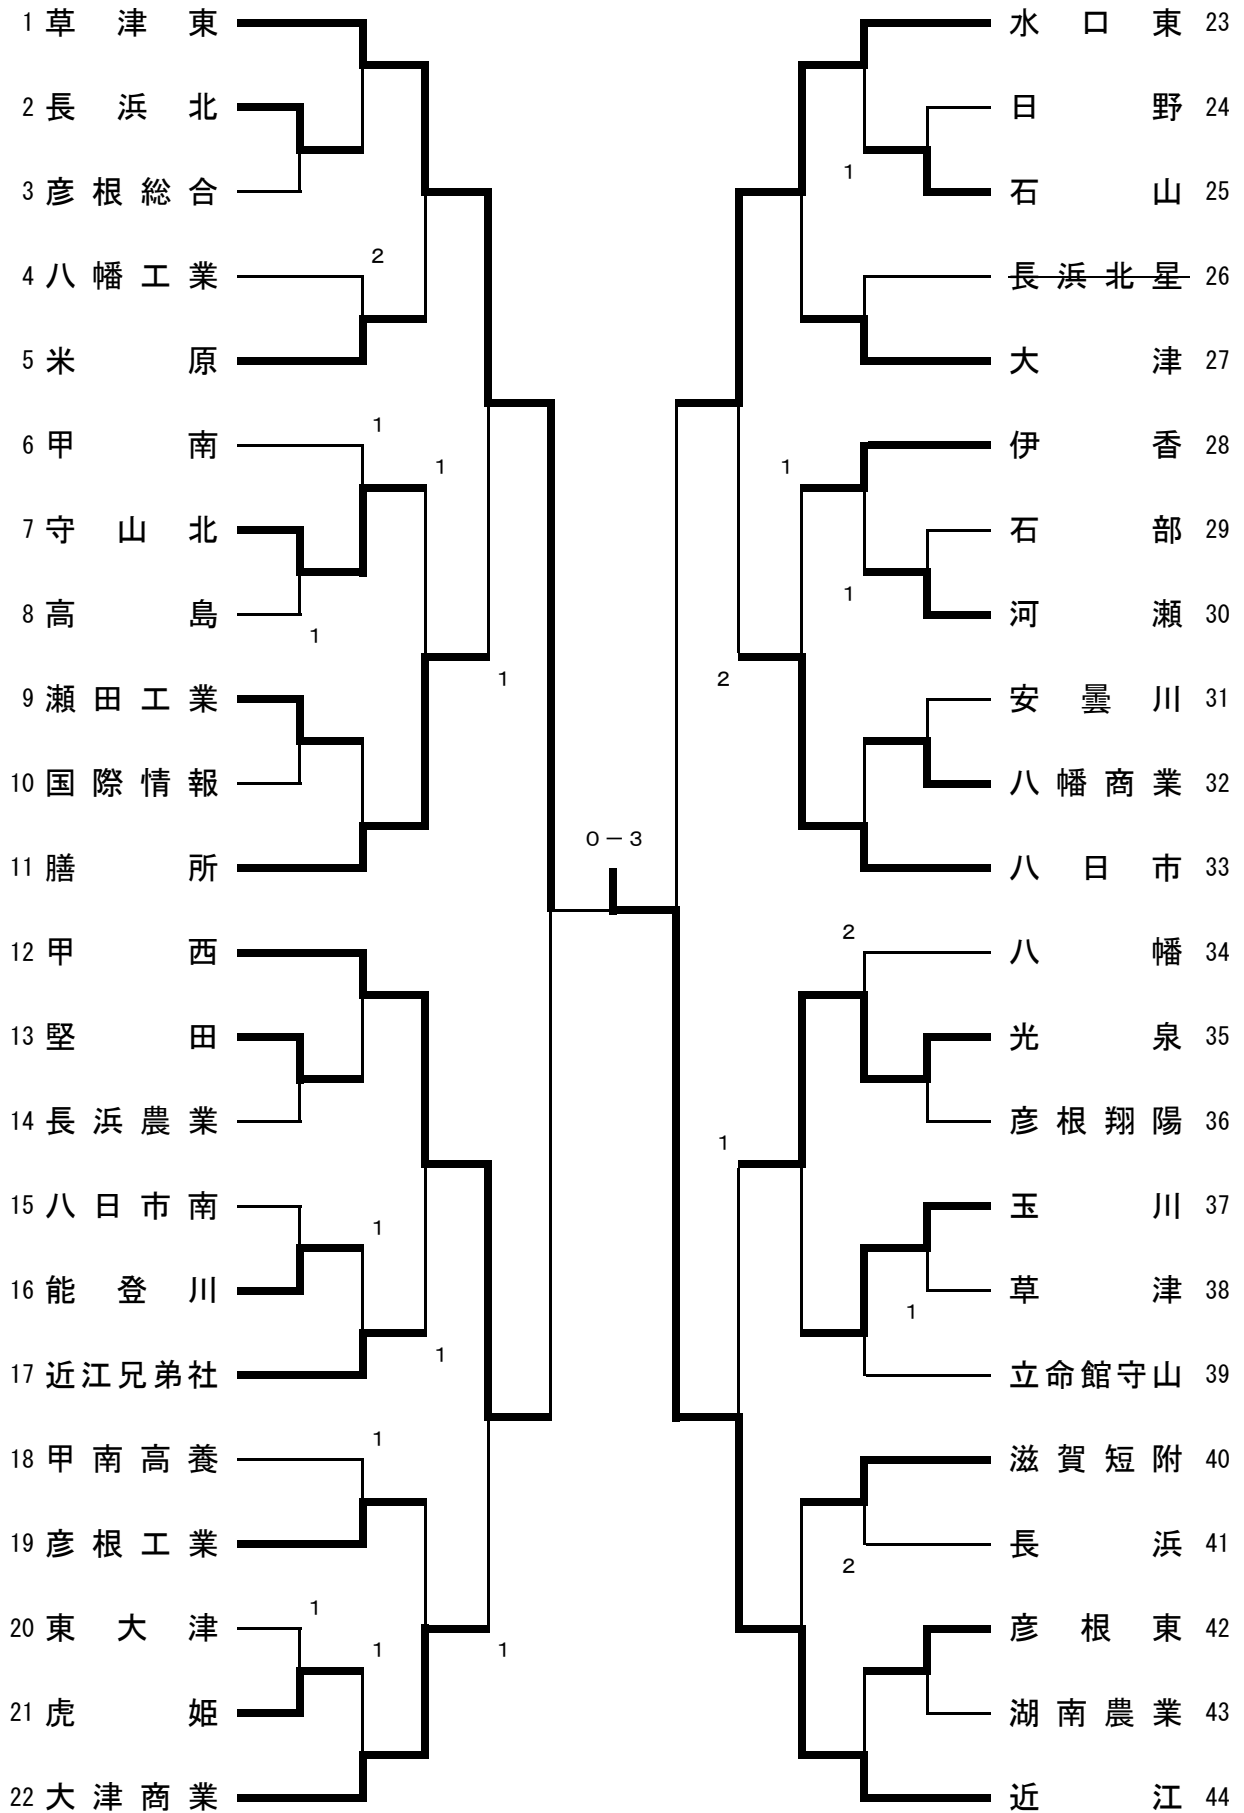 1 草津東
2 長浜北
3 彦根総合
2
4 八幡工業
5 米原
1
6 甲南
1
7 守山北
8 高島
1
1
9 瀬田工業
10 国際情報
11 膳所
12 甲西
13 堅田
14 長浜農業
15 八日市南
1
16 能登川
1
17 近江兄弟社
1
18 甲南高養
19 彦根工業
1
20 東大津
1
1
21 虎姫
22 大津商業
0－3
水口東 23
日野 24
1
石山 25
長浜北星 26
大津 27
伊香 28
1
石部 29
1
河瀬 30
2
安曇川 31
八幡商業 32
八日市 33
2
八幡 34
光泉 35
彦根翔陽 36
1
玉川 37
草津 38
1
立命館守山 39
滋賀短附 40
長浜 41
2
彦根東 42
湖南農業 43
近江 44